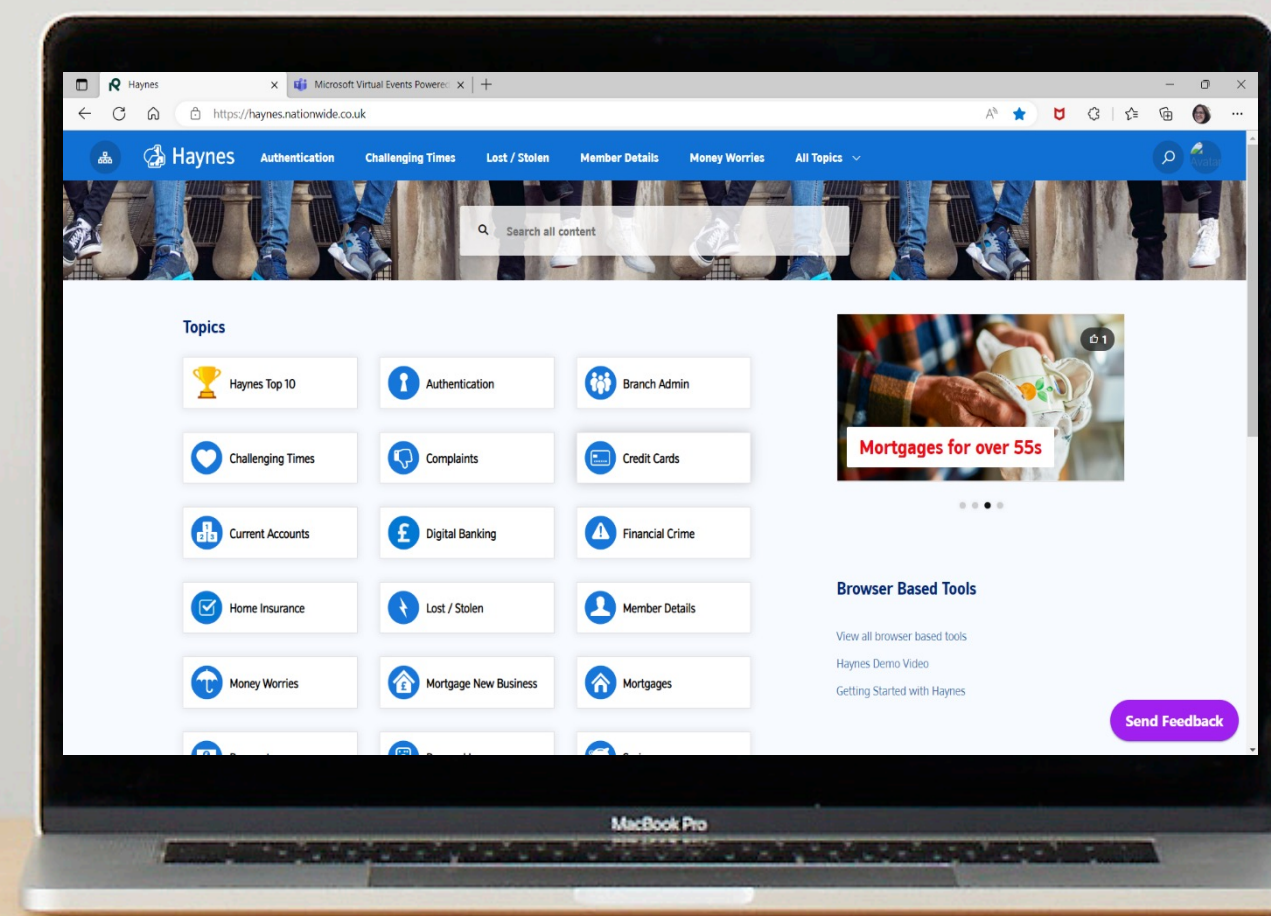 Haynes
Microsoft Virtual Events Powered
https://haynes.nationwide.co.uk
Haynes Authentication Challenging Times Lost / Stolen Member Details Money Worries All Topics Avatar
Search all content
Topics
Haynes Top 10 Authentication Branch Admin
Challenging Times Complaints Credit Cards
Current Accounts Digital Banking Financial Crime
Home Insurance Lost / Stolen Member Details
Money Worries Mortgage New Business Mortgages
1
Mortgages for over 55s
Browser Based Tools
View all browser based tools
Haynes Demo Video
Getting Started with Haynes
Send Feedback
MacBook Pro